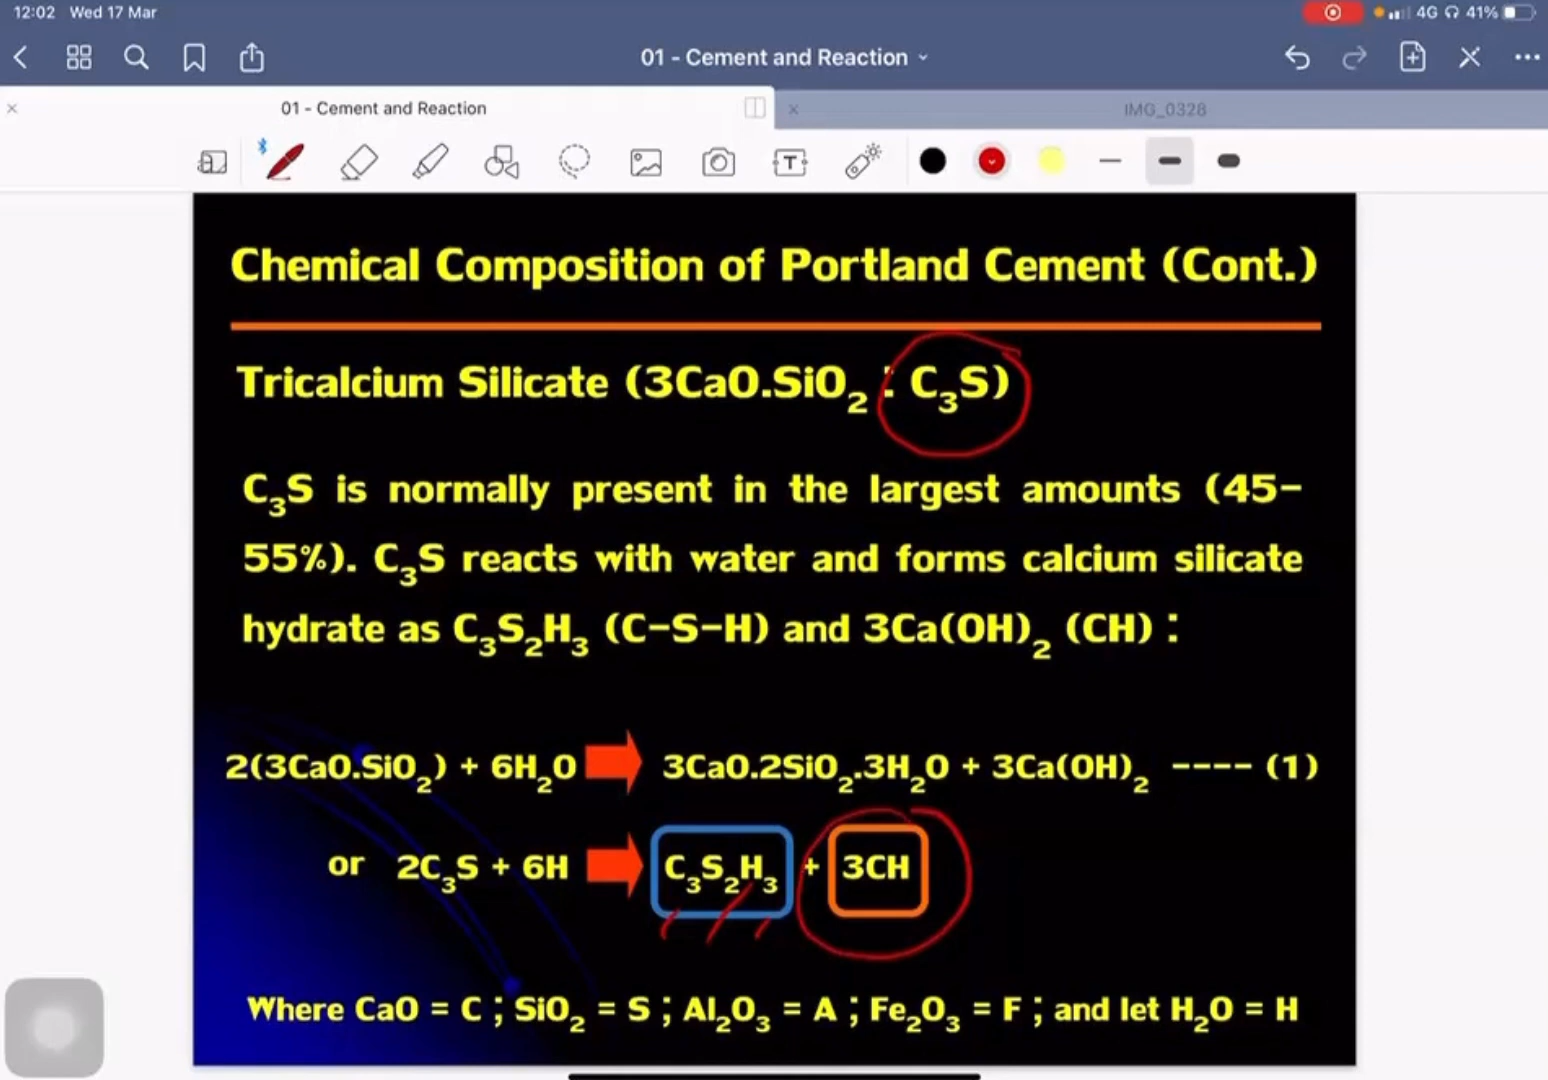 12:02 Wed 17 Mar
4G 41%
01 - Cement and Reaction
01 - Cement and Reaction
IMG_0328
T
Chemical Composition of Portland Cement (Cont.)
Tricalcium Silicate (3CaO.SiO₂ : C₃S)
C₃S is normally present in the largest amounts (45-
55%). C₃S reacts with water and forms calcium silicate
hydrate as C₃S₂H₃ (C-S-H) and 3Ca(OH)₂ (CH) :
2(3CaO.SiO₂) + 6H₂O 3CaO.2SiO₂.3H₂O + 3Ca(OH)₂ ---- (1)
or 2C₃S + 6H C₃S₂H₃ + 3CH
Where CaO = C ; SiO₂ = S ; Al₂O₃ = A ; Fe₂O₃ = F ; and let H₂O = H